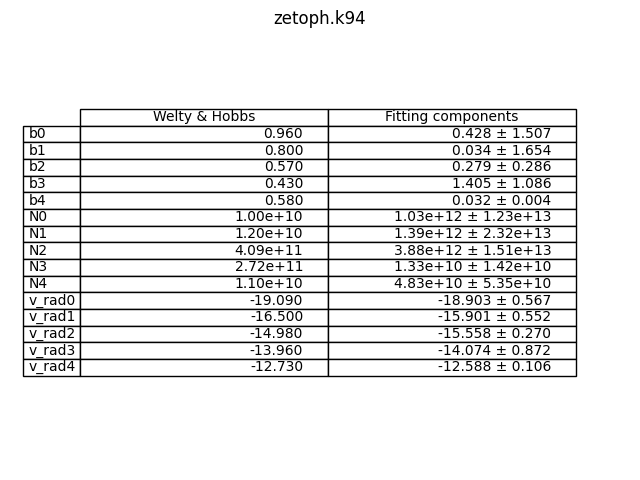 zetoph.k94
Welty & Hobbs Fitting components
b0 0.960 0.428 ± 1.507
b1 0.800 0.034 ± 1.654
b2 0.570 0.279 ± 0.286
b3 0.430 1.405 ± 1.086
b4 0.580 0.032 ± 0.004
N0 1.00e+10 1.03e+12 ± 1.23e+13
N1 1.20e+10 1.39e+12 ± 2.32e+13
N2 4.09e+11 3.88e+12 ± 1.51e+13
N3 2.72e+11 1.33e+10 ± 1.42e+10
N4 1.10e+10 4.83e+10 ± 5.35e+10
v_rad0 -19.090 -18.903 ± 0.567
v_rad1 -16.500 -15.901 ± 0.552
v_rad2 -14.980 -15.558 ± 0.270
v_rad3 -13.960 -14.074 ± 0.872
v_rad4 -12.730 -12.588 ± 0.106